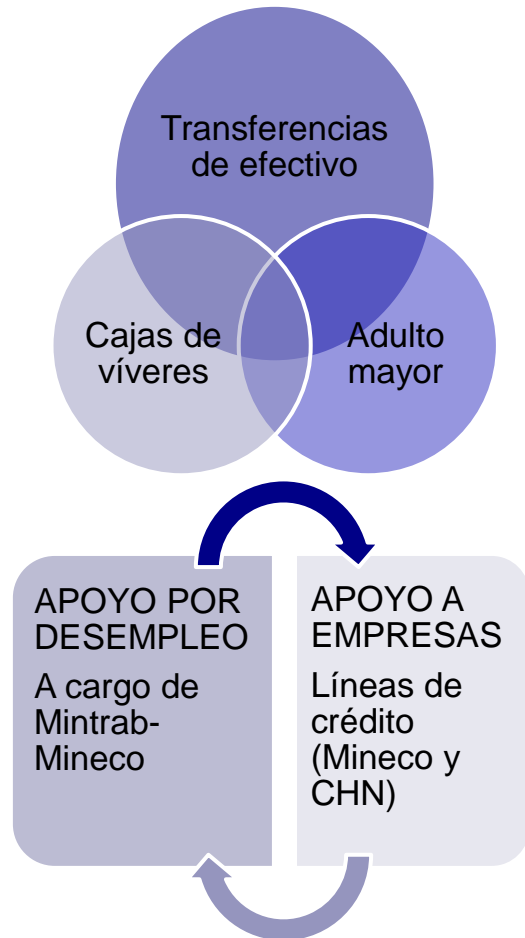 Transferencias
de efectivo
Cajas de
víveres
Adulto
mayor
APOYO POR
DESEMPLEO
A cargo de
Mintrab-
Mineco
APOYO A
EMPRESAS
Líneas de
crédito
(Mineco y
CHN)